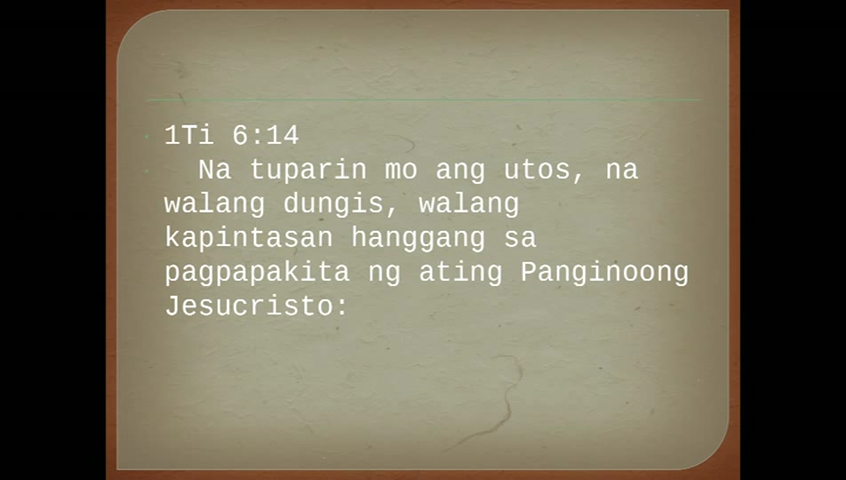 1Ti 6:14
Na tuparin mo ang utos, na
walang dungis, walang
kapintasan hanggang sa
pagpapakita ng ating Panginoong
Jesucristo: